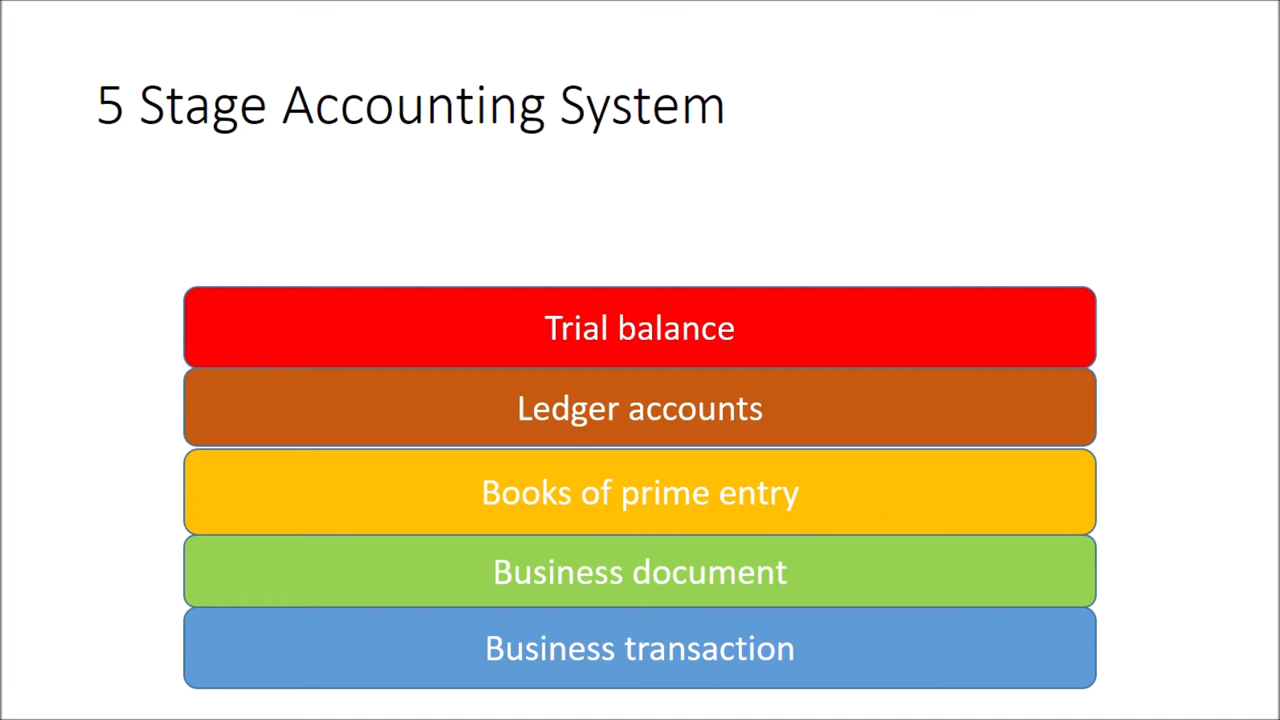 5 Stage Accounting System
Trial balance
Ledger accounts
Books of prime entry
Business document
Business transaction